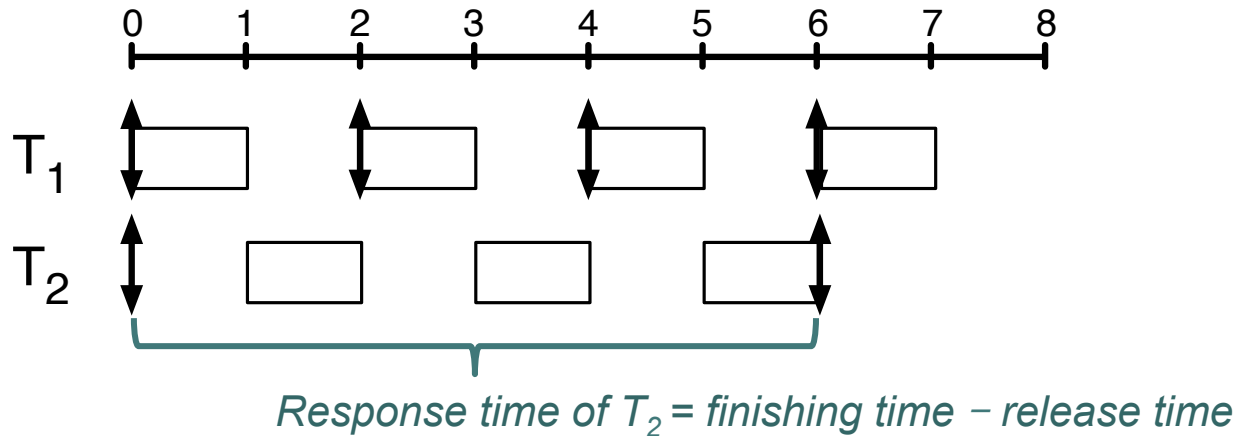 0 1 2 3 4 5 6 7 8
T1
T2
Response time of T2 = finishing time − release time